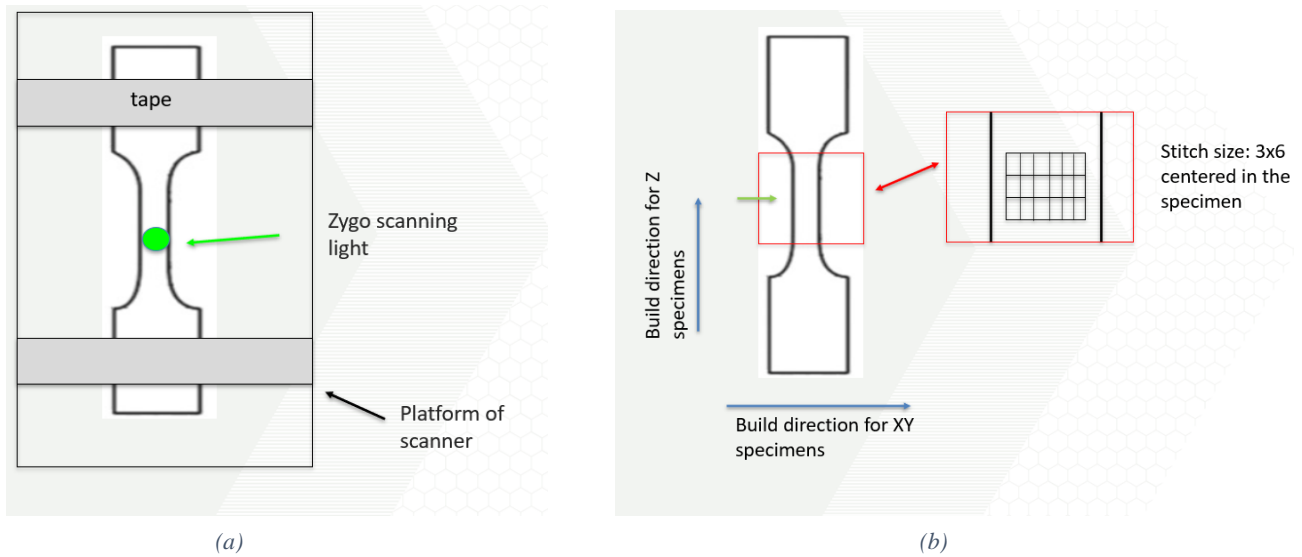 tape
Zygo scanning
light
Platform of
scanner
(a)
Build direction for Z
specimens
Build direction for XY
specimens
Stitch size: 3x6
centered in the
specimen
(b)